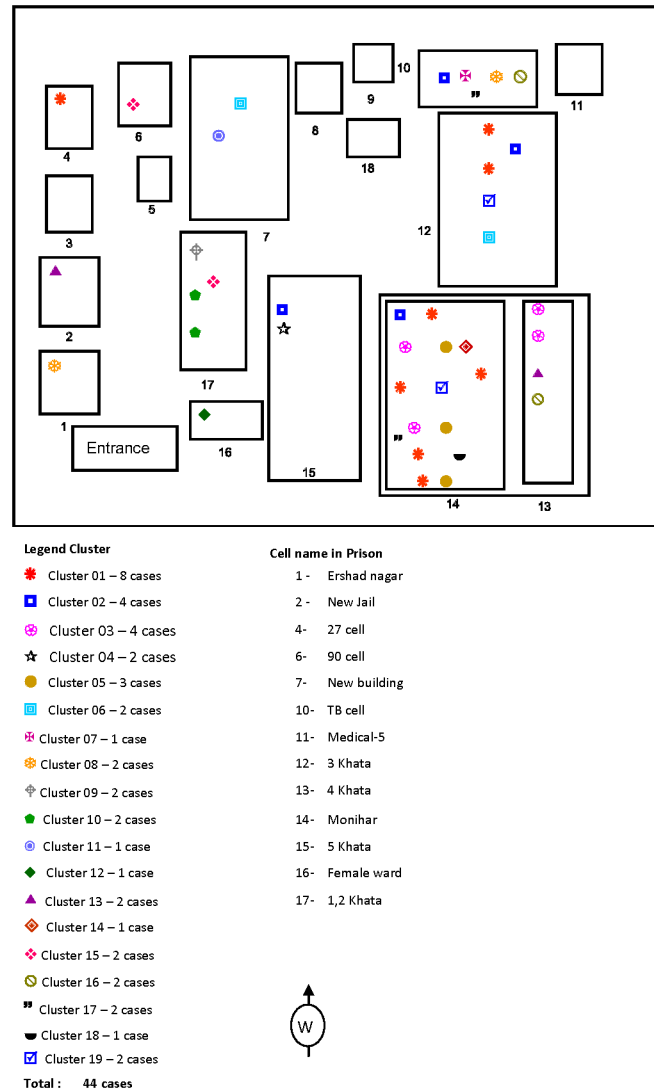 10
9
11
4
6
8
18
5
3
7
12
2
17
1
Entrance
16
15
14
13
Legend Cluster
Cluster 01 – 8 cases
Cluster 02 – 4 cases
Cluster 03 – 4 cases
Cluster 04 – 2 cases
Cluster 05 – 3 cases
Cluster 06 – 2 cases
Cluster 07 – 1 case
Cluster 08 – 2 cases
Cluster 09 – 2 cases
Cluster 10 – 2 cases
Cluster 11 – 1 case
Cluster 12 – 1 case
Cluster 13 – 2 cases
Cluster 14 – 1 case
Cluster 15 – 2 cases
Cluster 16 – 2 cases
Cluster 17 – 2 cases
Cluster 18 – 1 case
Cluster 19 – 2 cases
Total : 44 cases
Cell name in Prison
1 - Ershad nagar
2 - New Jail
4- 27 cell
6- 90 cell
7- New building
10- TB cell
11- Medical-5
12- 3 Khata
13- 4 Khata
14- Monihar
15- 5 Khata
16- Female ward
17- 1,2 Khata
W